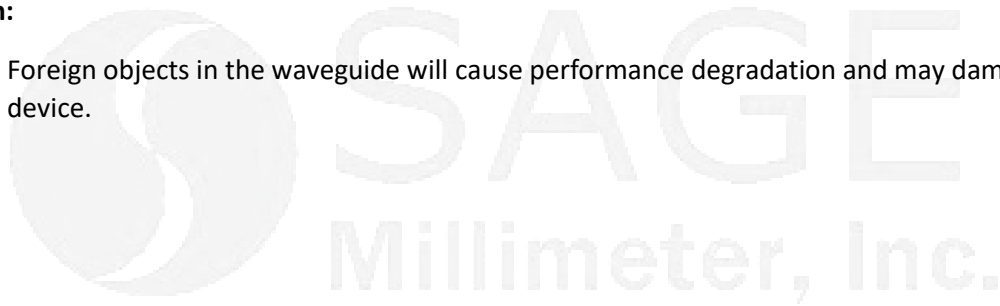 n:
Foreign objects in the waveguide will cause performance degradation and may dam
device.
SAGE
Millimeter, Inc.